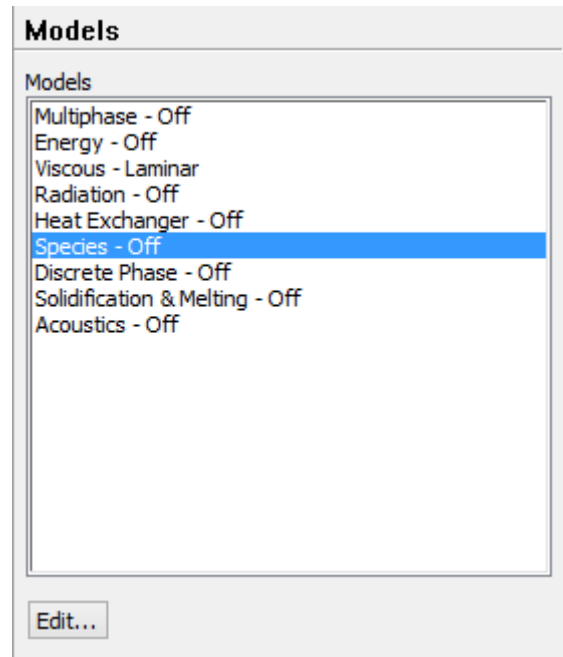 Models
Models
Multiphase - Off
Energy - Off
Viscous - Laminar
Radiation - Off
Heat Exchanger - Off
Species - Off
Discrete Phase - Off
Solidification & Melting - Off
Acoustics - Off
Edit...